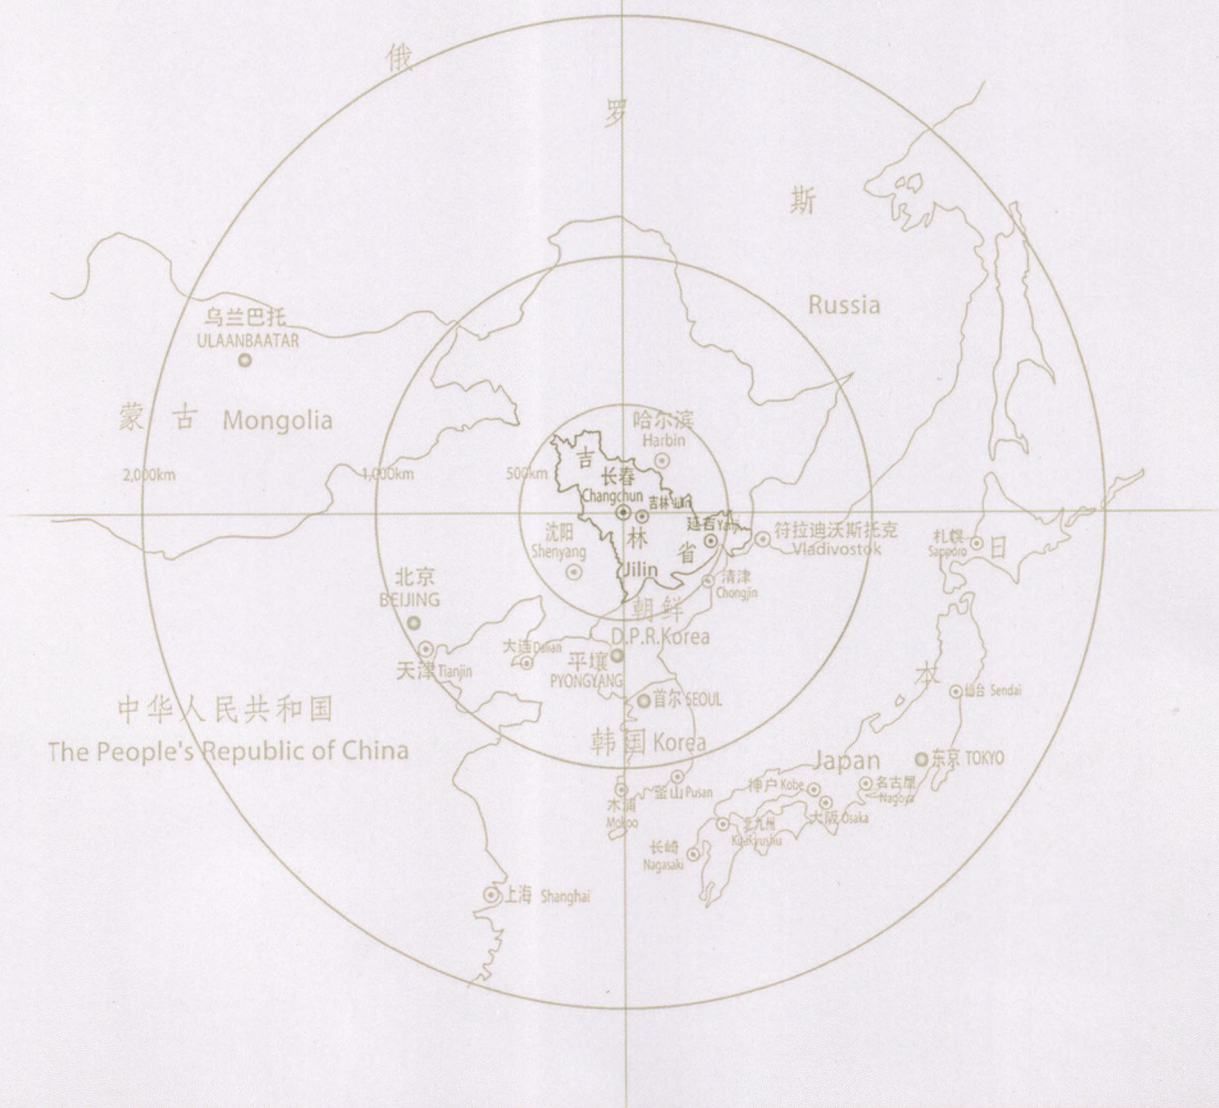 俄
罗
斯
Russia
乌兰巴托
ULAANBAATAR
蒙 古 Mongolia
2,000km
1,000km
500km
哈尔滨
Harbin
吉
长春
Changchun
吉林 Jilin
延吉 Yanji
林
省
Jilin
沈阳
Shenyang
符拉迪沃斯托克
Vladivostok
札幌
Sapporo
日
清津
Chongjin
北京
BEIJING
朝鲜
D.P.R.Korea
大连 Dalian
天津 Tianjin
平壤
PYONGYANG
首尔 SEOUL
本
仙台 Sendai
中华人民共和国
The People's Republic of China
韩国 Korea
Japan
东京 TOKYO
釜山 Pusan
神户 Kobe
名古屋
Nagoya
木浦
Mokpo
大阪 Osaka
北九州
长崎
Nagasaki
上海 Shanghai